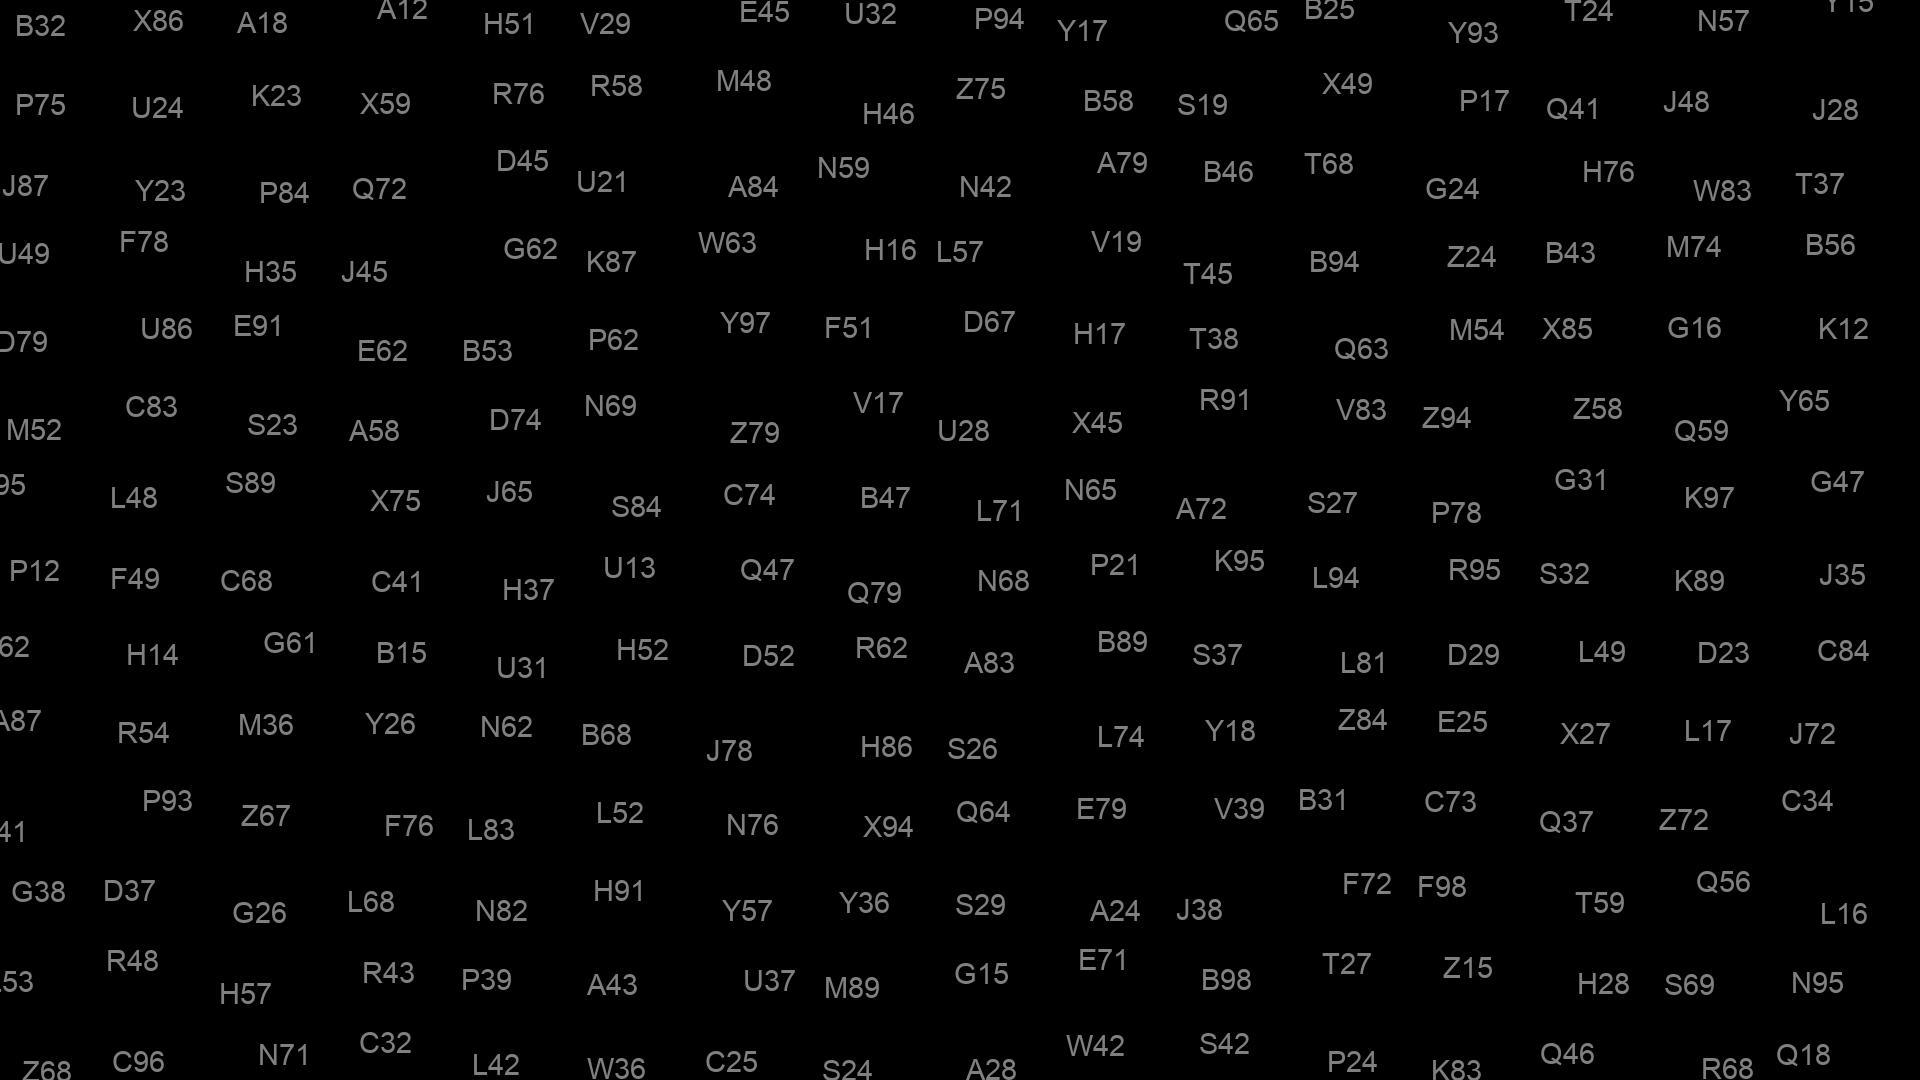 B32 X86 A18 A12 H51 V29 E45 U32 P94 Y17 Q65 B25 Y93 T24 N57 Y15
P75 U24 K23 X59 R76 R58 M48 H46 Z75 B58 S19 X49 P17 Q41 J48 J28
J87 Y23 P84 Q72 D45 U21 A84 N59 N42 A79 B46 T68 G24 H76 W83 T37
U49 F78 H35 J45 G62 K87 W63 H16 L57 V19 T45 B94 Z24 B43 M74 B56
D79 U86 E91 E62 B53 P62 Y97 F51 D67 H17 T38 Q63 M54 X85 G16 K12
M52 C83 S23 A58 D74 N69 Z79 V17 U28 X45 R91 V83 Z94 Z58 Q59 Y65
95 L48 S89 X75 J65 S84 C74 B47 L71 N65 A72 S27 P78 G31 K97 G47
P12 F49 C68 C41 H37 U13 Q47 Q79 N68 P21 K95 L94 R95 S32 K89 J35
62 H14 G61 B15 U31 H52 D52 R62 A83 B89 S37 L81 D29 L49 D23 C84
A87 R54 M36 Y26 N62 B68 J78 H86 S26 L74 Y18 Z84 E25 X27 L17 J72
41 P93 Z67 F76 L83 L52 N76 X94 Q64 E79 V39 B31 C73 Q37 Z72 C34
G38 D37 G26 L68 N82 H91 Y57 Y36 S29 A24 J38 F72 F98 T59 Q56 L16
53 R48 H57 R43 P39 A43 U37 M89 G15 E71 B98 T27 Z15 H28 S69 N95
Z68 C96 N71 C32 L42 W36 C25 S24 A28 W42 S42 P24 K83 Q46 R68 Q18